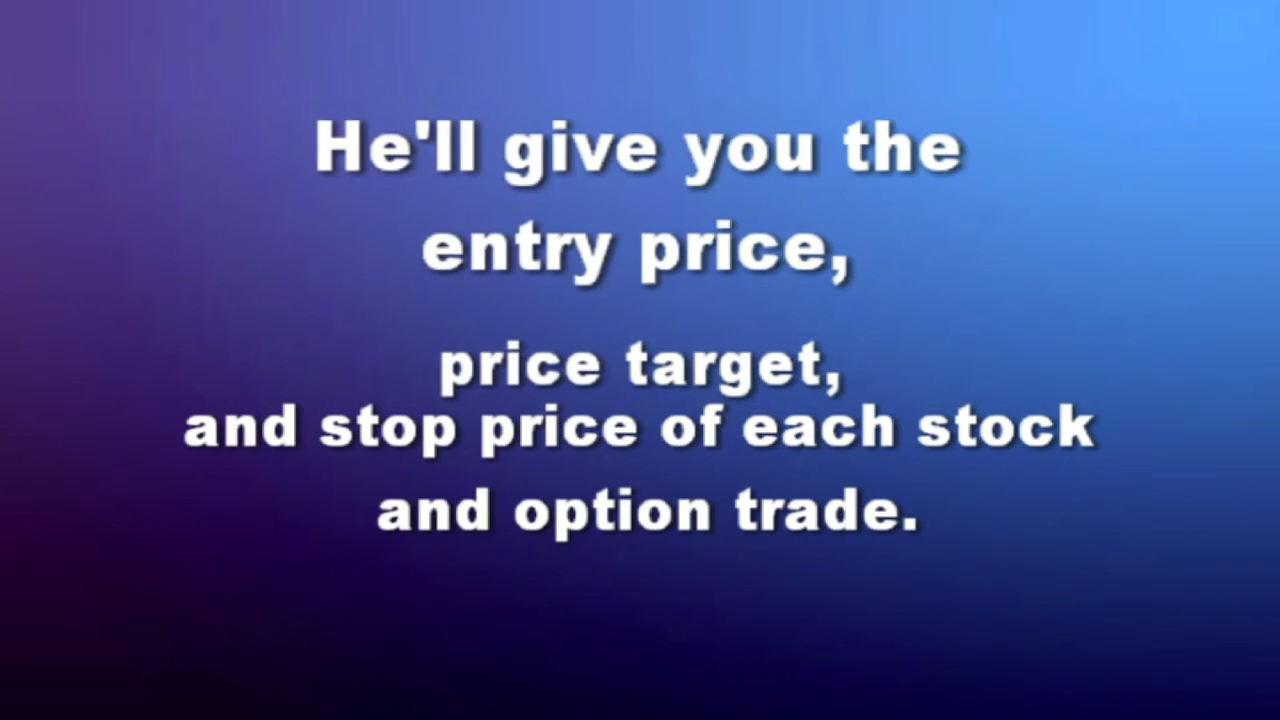 He'll give you the
entry price,
price target,
and stop price of each stock
and option trade.